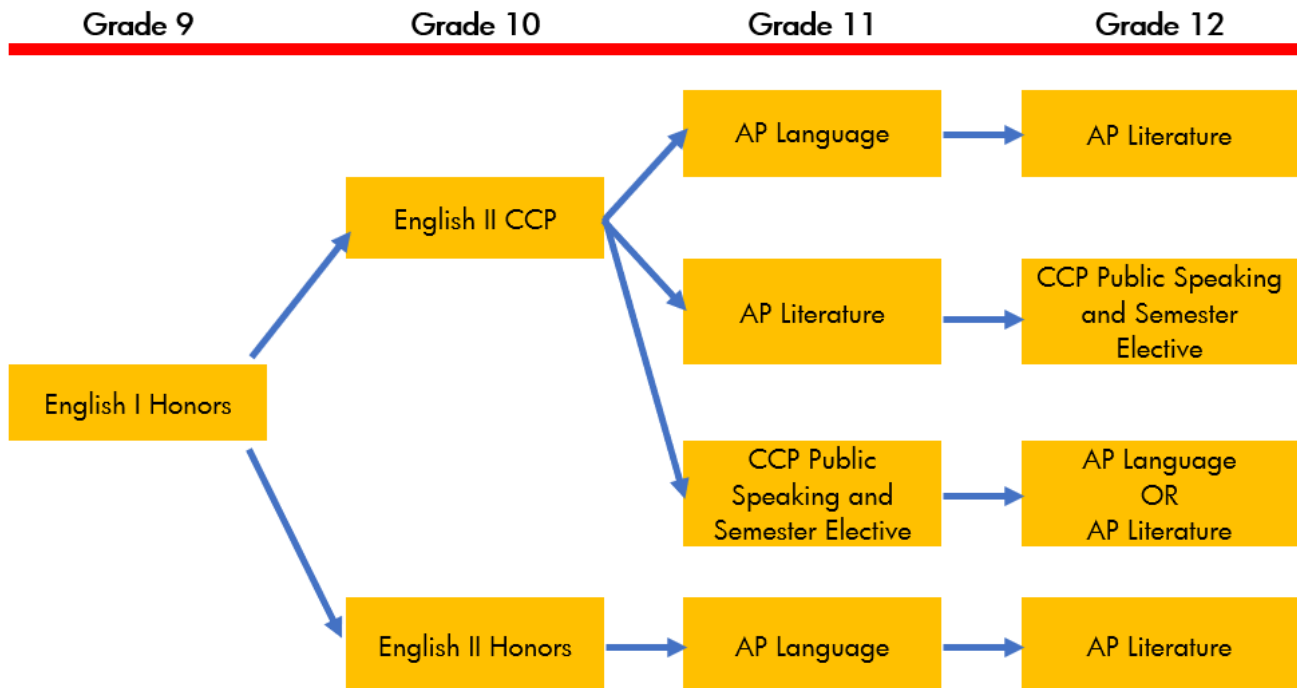 Grade 9
Grade 10
Grade 11
Grade 12
AP Language
AP Literature
English II CCP
AP Literature
CCP Public Speaking
and Semester
Elective
English I Honors
CCP Public
Speaking and
Semester Elective
AP Language
OR
AP Literature
English II Honors
AP Language
AP Literature